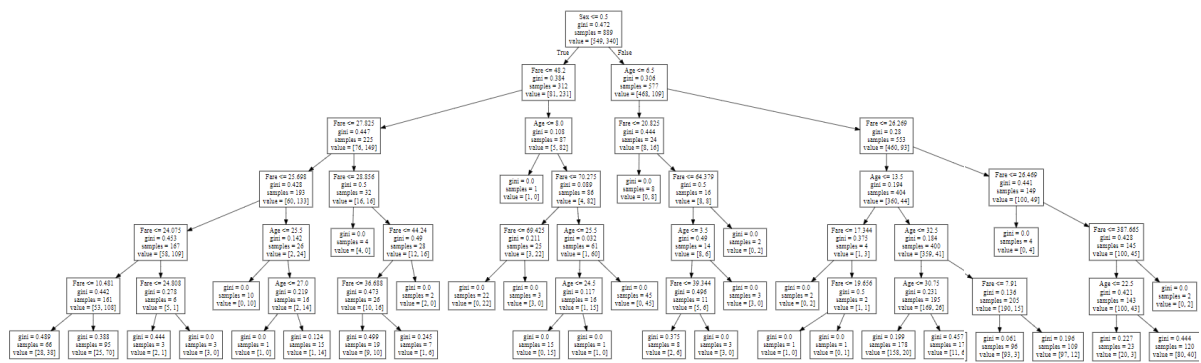 Sex <= 0.5
gini = 0.472
samples = 889
value = [549, 340]
True
False
Fare <= 48.2
gini = 0.384
samples = 312
value = [81, 231]
Age <= 6.5
gini = 0.306
samples = 577
value = [468, 109]
Fare <= 27.825
gini = 0.447
samples = 225
value = [76, 149]
Age <= 8.0
gini = 0.108
samples = 87
value = [5, 82]
Fare <= 20.825
gini = 0.444
samples = 24
value = [8, 16]
Fare <= 26.269
gini = 0.28
samples = 553
value = [460, 93]
Fare <= 25.698
gini = 0.428
samples = 193
value = [60, 133]
Fare <= 28.856
gini = 0.5
samples = 32
value = [16, 16]
gini = 0.0
samples = 1
value = [1, 0]
Fare <= 70.275
gini = 0.089
samples = 86
value = [4, 82]
gini = 0.0
samples = 8
value = [0, 8]
Fare <= 64.379
gini = 0.5
samples = 16
value = [8, 8]
Age <= 13.5
gini = 0.194
samples = 404
value = [360, 44]
Fare <= 26.469
gini = 0.441
samples = 149
value = [100, 49]
Fare <= 24.075
gini = 0.453
samples = 167
value = [58, 109]
Age <= 25.5
gini = 0.142
samples = 26
value = [2, 24]
gini = 0.0
samples = 4
value = [4, 0]
Fare <= 44.24
gini = 0.49
samples = 28
value = [12, 16]
Fare <= 69.425
gini = 0.211
samples = 25
value = [3, 22]
Age <= 25.5
gini = 0.032
samples = 61
value = [1, 60]
Age <= 3.5
gini = 0.49
samples = 14
value = [8, 6]
gini = 0.0
samples = 2
value = [0, 2]
Fare <= 17.344
gini = 0.375
samples = 4
value = [1, 3]
Age <= 32.5
gini = 0.184
samples = 400
value = [359, 41]
gini = 0.0
samples = 4
value = [0, 4]
Fare <= 387.665
gini = 0.428
samples = 145
value = [100, 45]
Fare <= 10.481
gini = 0.442
samples = 161
value = [53, 108]
Fare <= 24.808
gini = 0.278
samples = 6
value = [5, 1]
gini = 0.0
samples = 10
value = [0, 10]
Age <= 27.0
gini = 0.219
samples = 16
value = [2, 14]
Fare <= 36.688
gini = 0.473
samples = 26
value = [10, 16]
gini = 0.0
samples = 2
value = [2, 0]
gini = 0.0
samples = 22
value = [0, 22]
gini = 0.0
samples = 3
value = [3, 0]
Age <= 24.5
gini = 0.117
samples = 16
value = [1, 15]
gini = 0.0
samples = 45
value = [0, 45]
Fare <= 39.344
gini = 0.496
samples = 11
value = [5, 6]
gini = 0.0
samples = 3
value = [3, 0]
gini = 0.0
samples = 2
value = [0, 2]
Fare <= 19.656
gini = 0.5
samples = 2
value = [1, 1]
Age <= 30.75
gini = 0.231
samples = 195
value = [169, 26]
Fare <= 7.91
gini = 0.136
samples = 205
value = [190, 15]
Age <= 22.5
gini = 0.421
samples = 143
value = [100, 43]
gini = 0.0
samples = 2
value = [0, 2]
gini = 0.489
samples = 66
value = [28, 38]
gini = 0.388
samples = 95
value = [25, 70]
gini = 0.444
samples = 3
value = [2, 1]
gini = 0.0
samples = 3
value = [3, 0]
gini = 0.0
samples = 1
value = [1, 0]
gini = 0.124
samples = 15
value = [1, 14]
gini = 0.499
samples = 19
value = [9, 10]
gini = 0.245
samples = 7
value = [1, 6]
gini = 0.0
samples = 15
value = [0, 15]
gini = 0.0
samples = 1
value = [1, 0]
gini = 0.375
samples = 8
value = [2, 6]
gini = 0.0
samples = 3
value = [3, 0]
gini = 0.0
samples = 1
value = [1, 0]
gini = 0.0
samples = 1
value = [0, 1]
gini = 0.199
samples = 178
value = [158, 20]
gini = 0.457
samples = 17
value = [11, 6
gini = 0.061
samples = 96
value = [93, 3]
gini = 0.196
samples = 109
value = [97, 12]
gini = 0.227
samples = 23
value = [20, 3]
gini = 0.444
samples = 120
value = [80, 40]